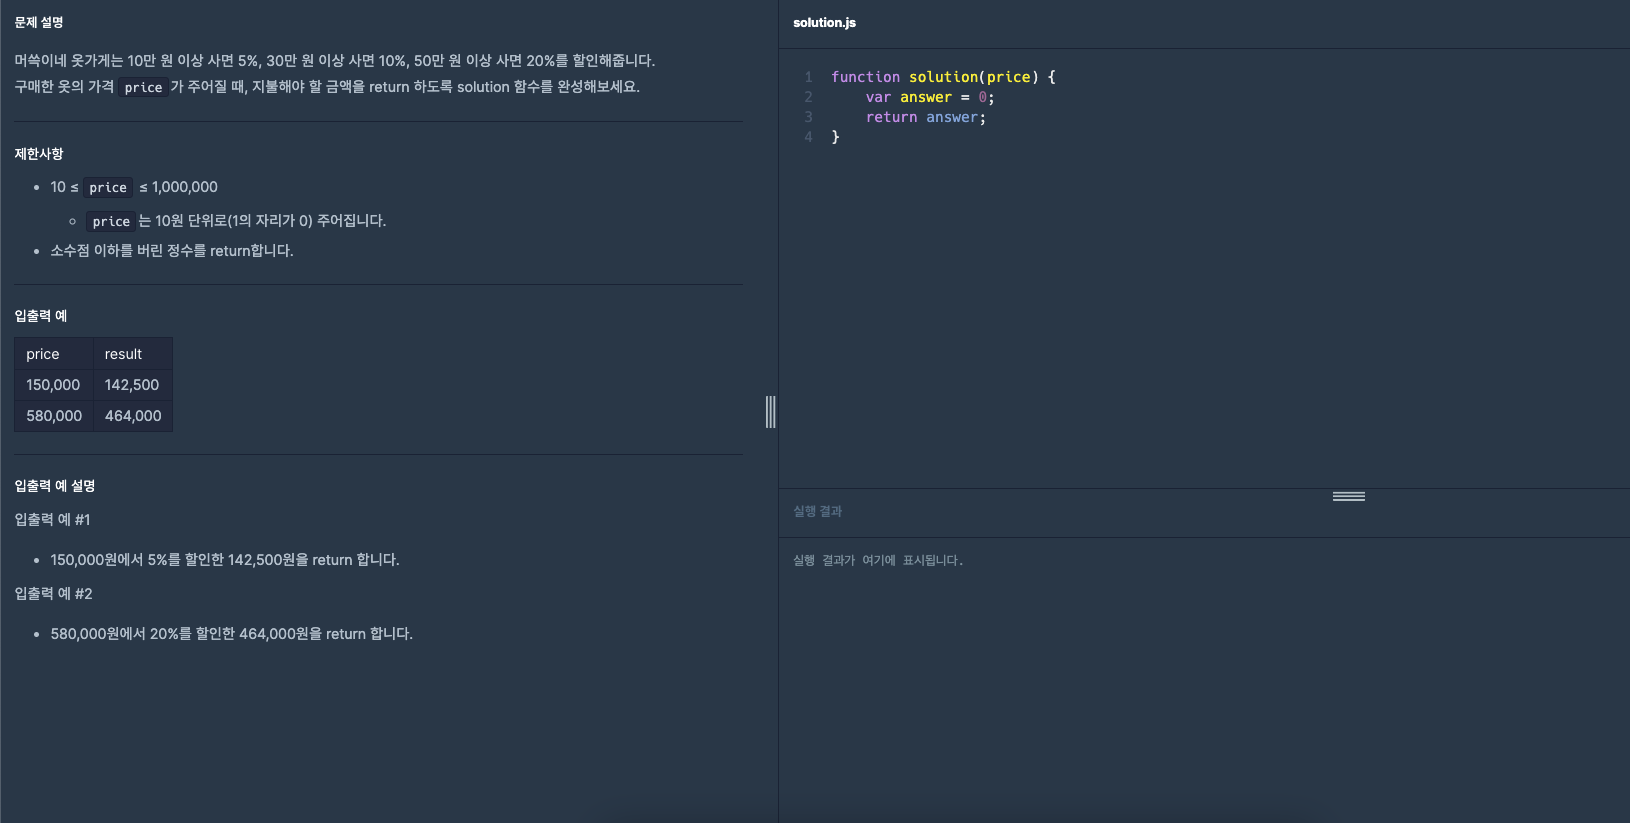 문제 설명
머쓱이네 옷가게는 10만 원 이상 사면 5%, 30만 원 이상 사면 10%, 50만 원 이상 사면 20%를 할인해줍니다.
구매한 옷의 가격 price가 주어질 때, 지불해야 할 금액을 return 하도록 solution 함수를 완성해보세요.
제한사항
10 ≤ price ≤ 1,000,000
price는 10원 단위로(1의 자리가 0) 주어집니다.
소수점 이하를 버린 정수를 return합니다.
입출력 예
price result
150,000 142,500
580,000 464,000
입출력 예 설명
입출력 예 #1
150,000원에서 5%를 할인한 142,500원을 return 합니다.
입출력 예 #2
580,000원에서 20%를 할인한 464,000원을 return 합니다.
solution.js
1 function solution(price) {
2     var answer = 0;
3     return answer;
4 }
실행 결과
실행 결과가 여기에 표시됩니다.